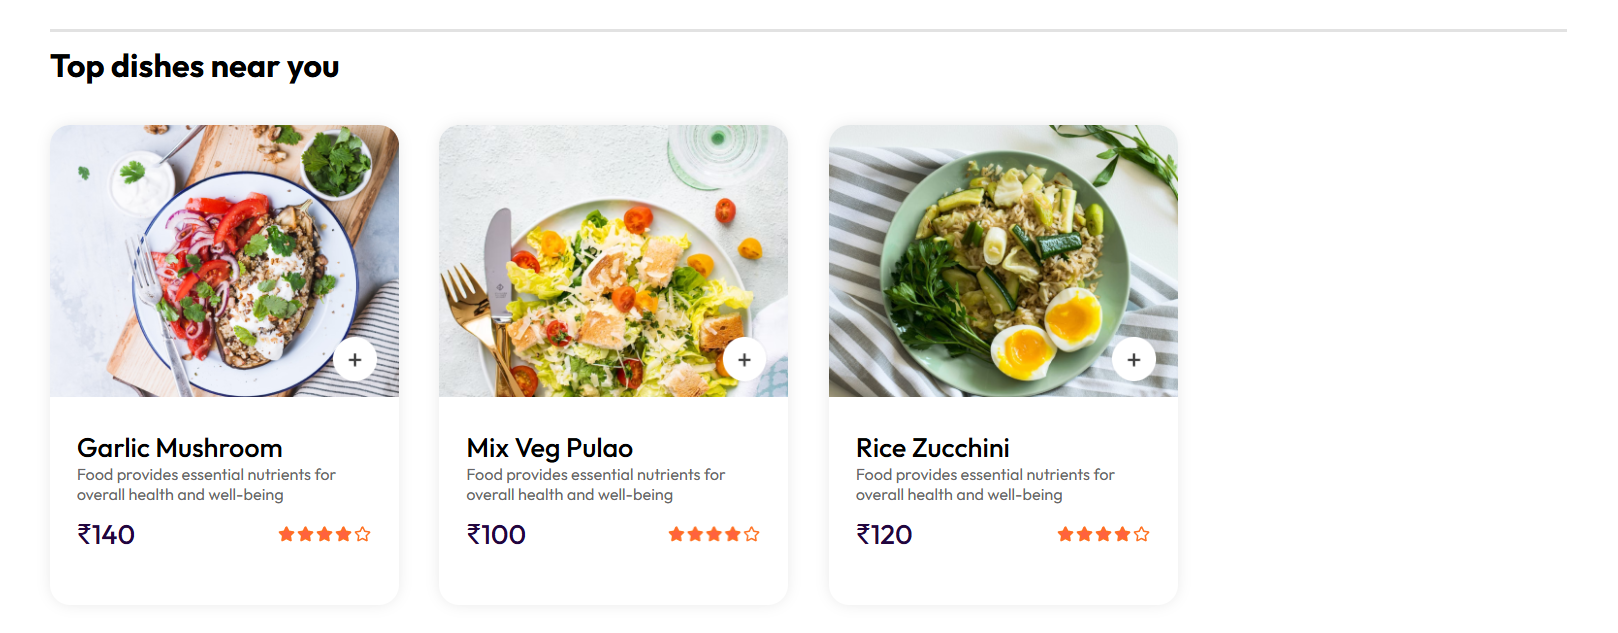 Top dishes near you
Garlic Mushroom
Food provides essential nutrients for
overall health and well-being
₹140
Mix Veg Pulao
Food provides essential nutrients for
overall health and well-being
₹100
Rice Zucchini
Food provides essential nutrients for
overall health and well-being
₹120